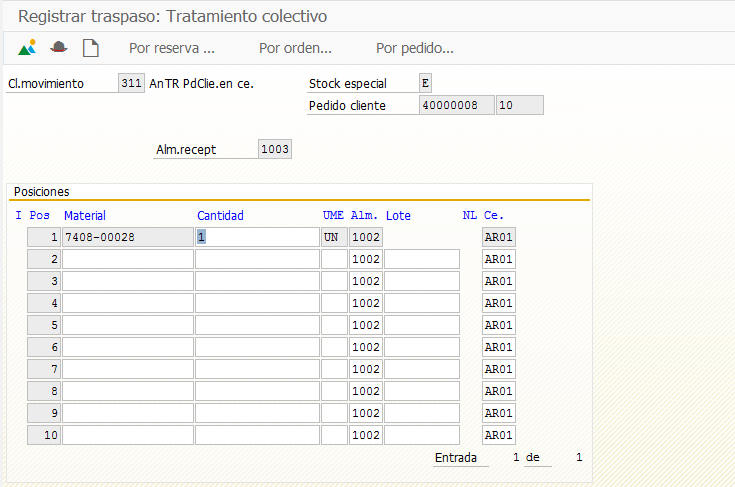 Registrar traspaso: Tratamiento colectivo
Por reserva ... Por orden... Por pedido...
Cl.movimiento 311 AnTR PdClie.en ce. Stock especial E
Pedido cliente 40000008 10
Alm.recept 1003
Posiciones
I Pos Material Cantidad UME Alm. Lote NL Ce.
1 7408-00028 1 UN 1002 AR01
2 1002 AR01
3 1002 AR01
4 1002 AR01
5 1002 AR01
6 1002 AR01
7 1002 AR01
8 1002 AR01
9 1002 AR01
10 1002 AR01
Entrada 1 de 1